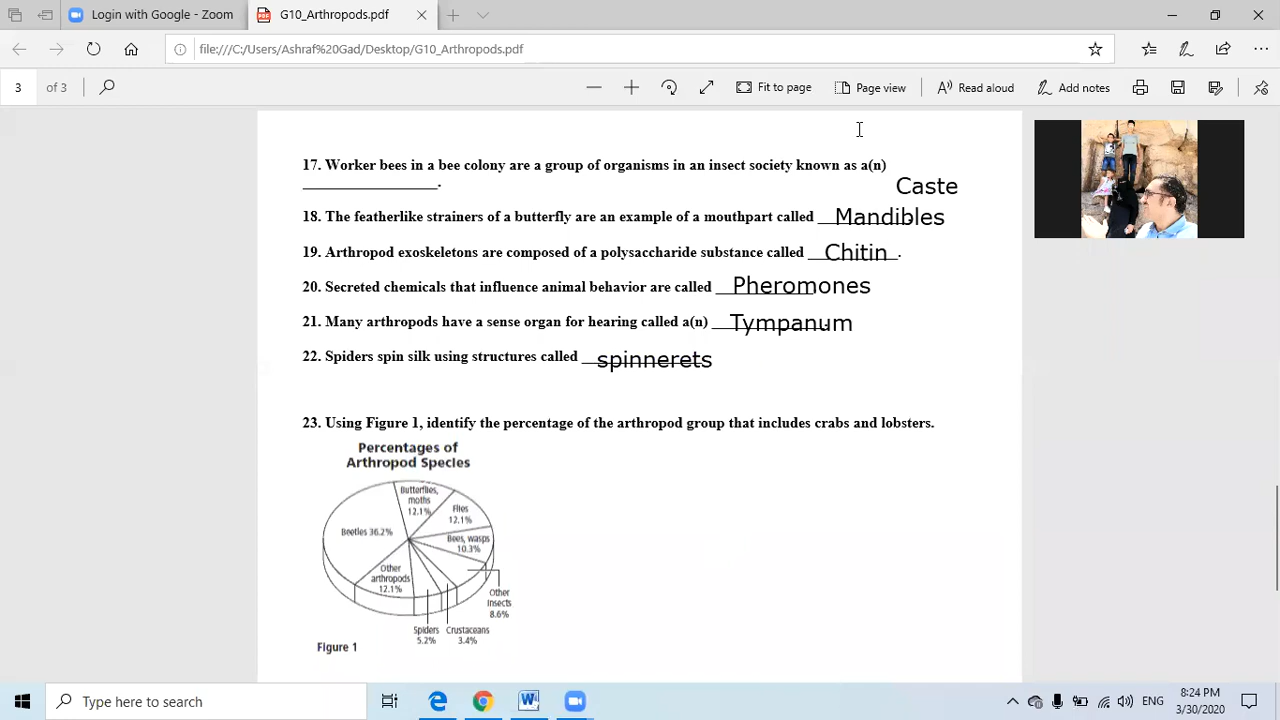 Login with Google - Zoom
G10_Arthropods.pdf
file:///C:/Users/Ashraf%20Gad/Desktop/G10_Arthropods.pdf
3 of 3
Fit to page
Page view
Read aloud
Add notes
17. Worker bees in a bee colony are a group of organisms in an insect society known as a(n)
____________. Caste
18. The featherlike strainers of a butterfly are an example of a mouthpart called Mandibles
19. Arthropod exoskeletons are composed of a polysaccharide substance called Chitin.
20. Secreted chemicals that influence animal behavior are called Pheromones
21. Many arthropods have a sense organ for hearing called a(n) Tympanum
22. Spiders spin silk using structures called spinnerets
23. Using Figure 1, identify the percentage of the arthropod group that includes crabs and lobsters.
Percentages of
Arthropod Species
Butterflies,
moths
12.1%
Flies
12.1%
Beetles 36.2%
Bees, wasps
10.3%
Other
arthropods
12.1%
Other
Insects
8.6%
Spiders
5.2%
Crustaceans
3.4%
Figure 1
Type here to search
ENG
8:24 PM
3/30/2020